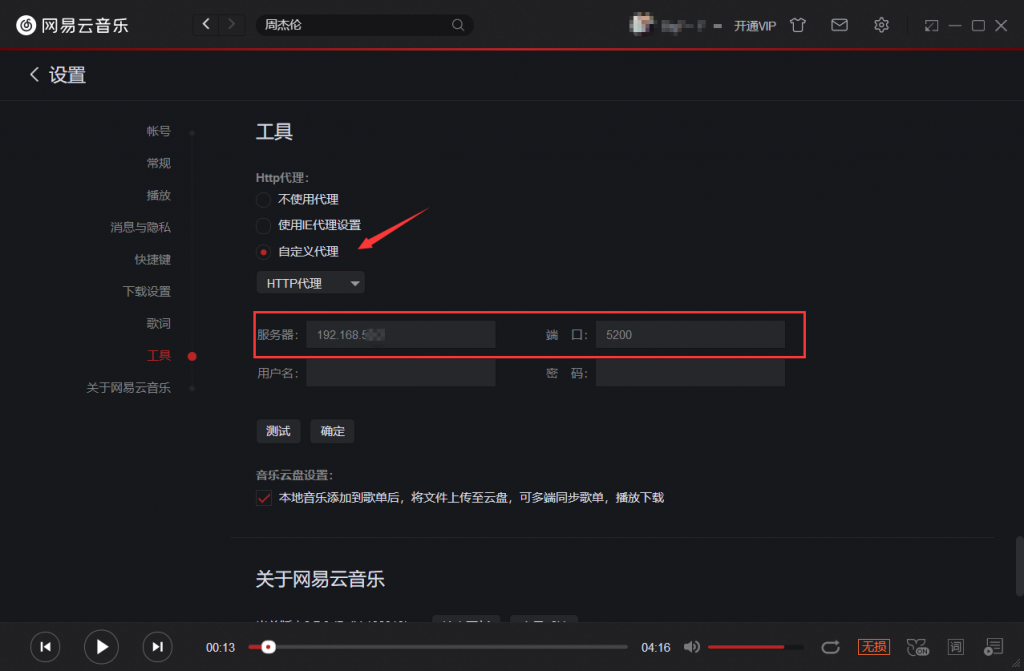 网易云音乐
周杰伦
开通VIP
设置
帐号
常规
播放
消息与隐私
快捷键
下载设置
歌词
工具
关于网易云音乐
工具
Http代理：
不使用代理
使用IE代理设置
自定义代理
HTTP代理
服务器： 192.168. 端 口： 5200
用户名： 密 码：
测试 确定
音乐云盘设置：
本地音乐添加到歌单后，将文件上传至云盘，可多端同步歌单，播放下载
关于网易云音乐
00:13 04:16 无损 ON 词